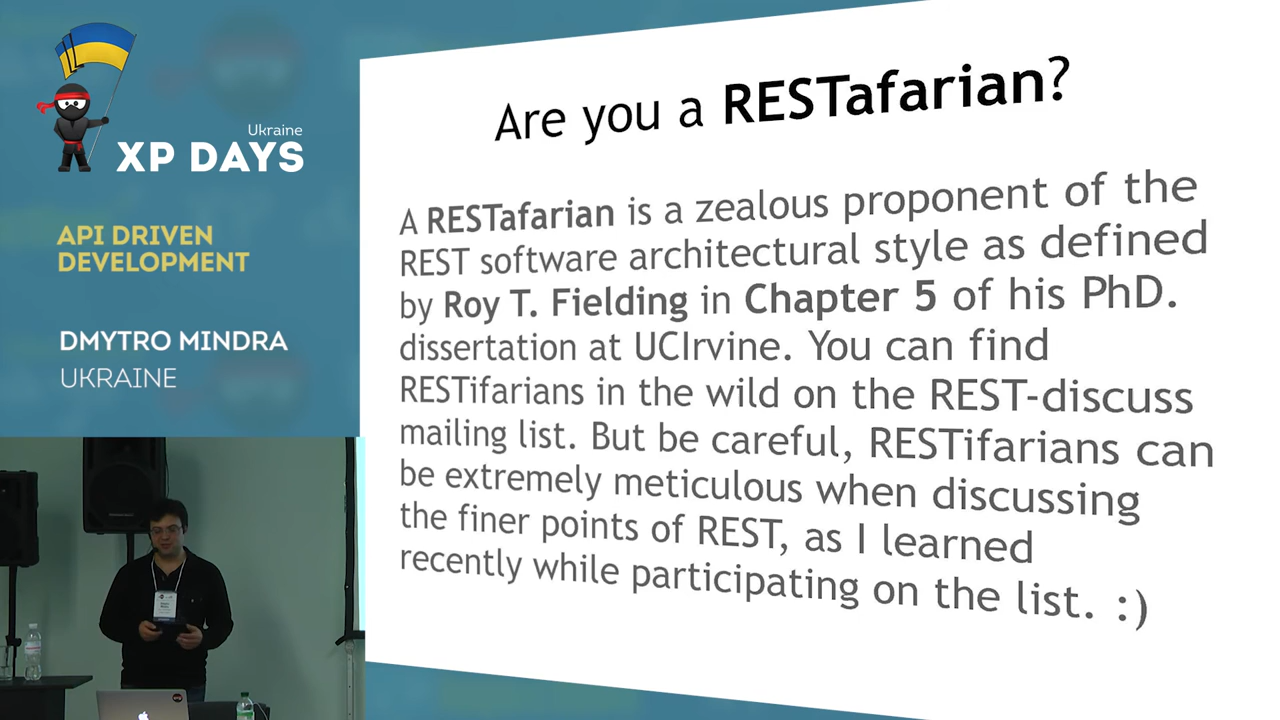 Ukraine
XP DAYS
API DRIVEN
DEVELOPMENT
DMYTRO MINDRA
UKRAINE
Are you a RESTafarian?
A RESTafarian is a zealous proponent of the
REST software architectural style as defined
by Roy T. Fielding in Chapter 5 of his PhD.
dissertation at UCIrvine. You can find
RESTifarians in the wild on the REST-discuss
mailing list. But be careful, RESTifarians can
be extremely meticulous when discussing
the finer points of REST, as I learned
recently while participating on the list. :)